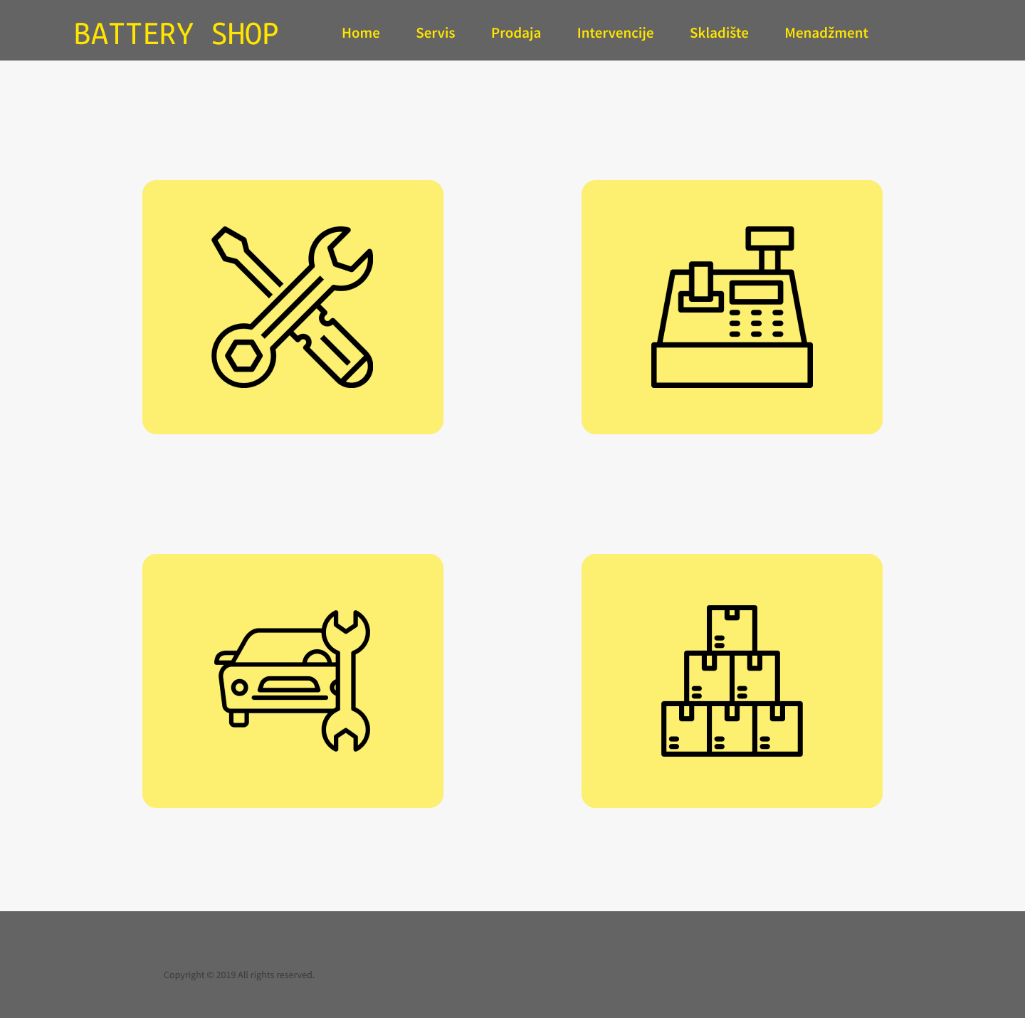 BATTERY SHOP
Home Servis Prodaja Intervencije Skladište Menadžment
Copyright © 2019 All rights reserved.